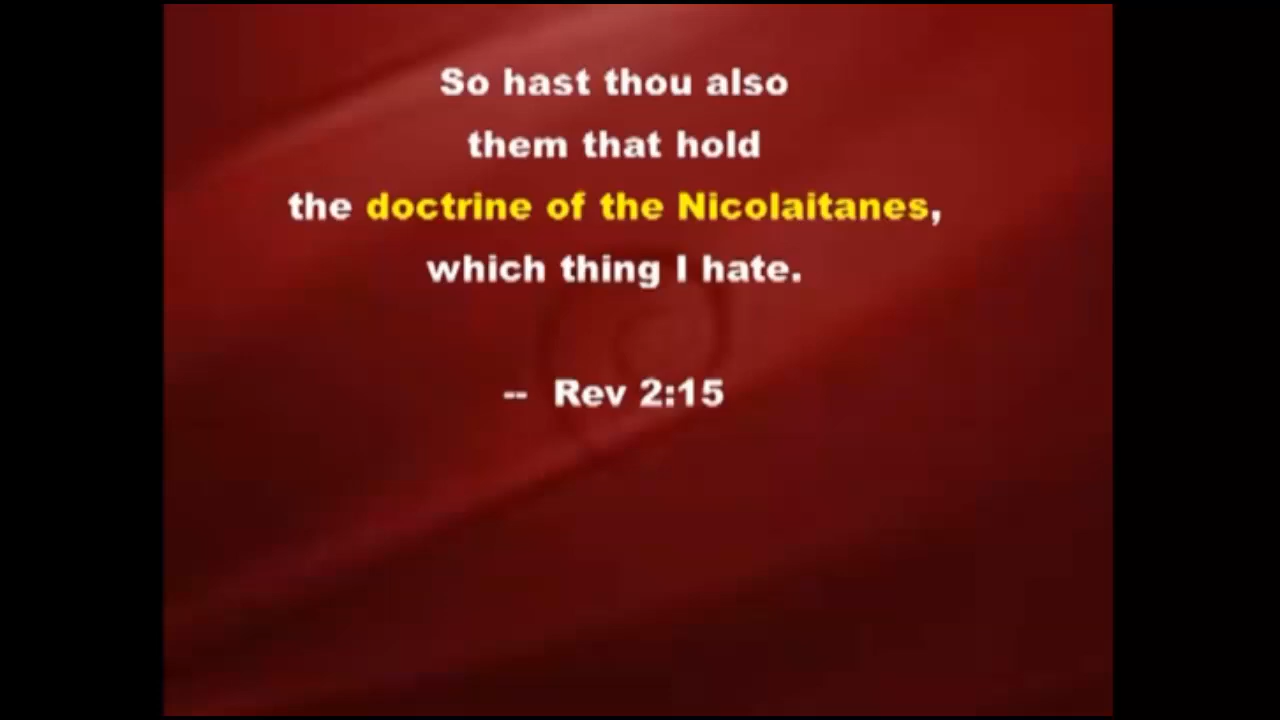 So hast thou also
them that hold
the doctrine of the Nicolaitanes,
which thing I hate.
-- Rev 2:15